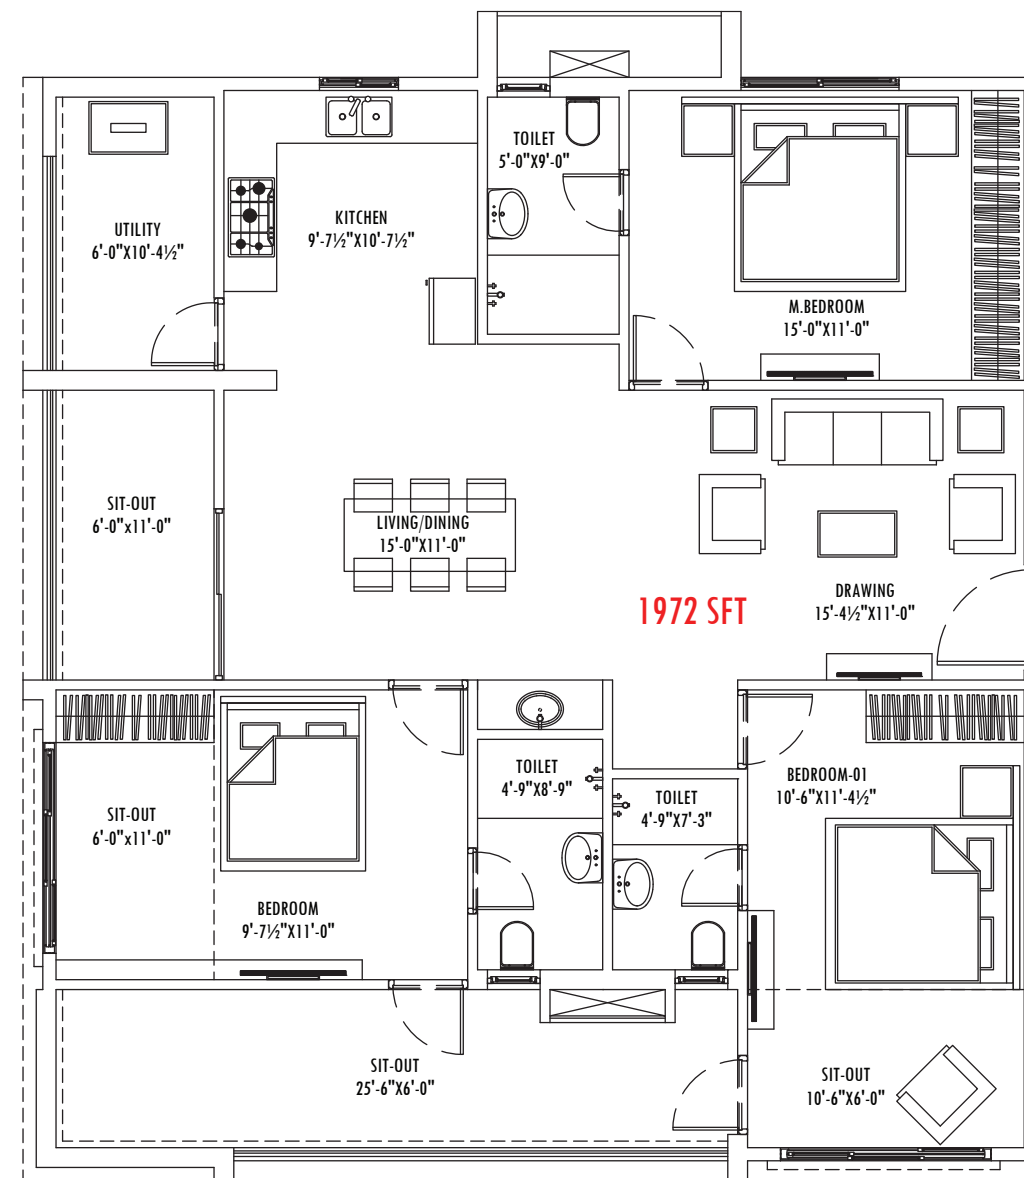 TOILET
5'-0"X9'-0"
UTILITY
6'-0"X10'-4½"
KITCHEN
9'-7½"X10'-7½"
M.BEDROOM
15'-0"X11'-0"
SIT-OUT
6'-0"x11'-0"
LIVING/DINING
15'-0"X11'-0"
1972 SFT
DRAWING
15'-4½"X11'-0"
SIT-OUT
6'-0"x11'-0"
BEDROOM
9'-7½"X11'-0"
TOILET
4'-9"X8'-9"
TOILET
4'-9"X7'-3"
BEDROOM-01
10'-6"X11'-4½"
SIT-OUT
25'-6"X6'-0"
SIT-OUT
10'-6"X6'-0"